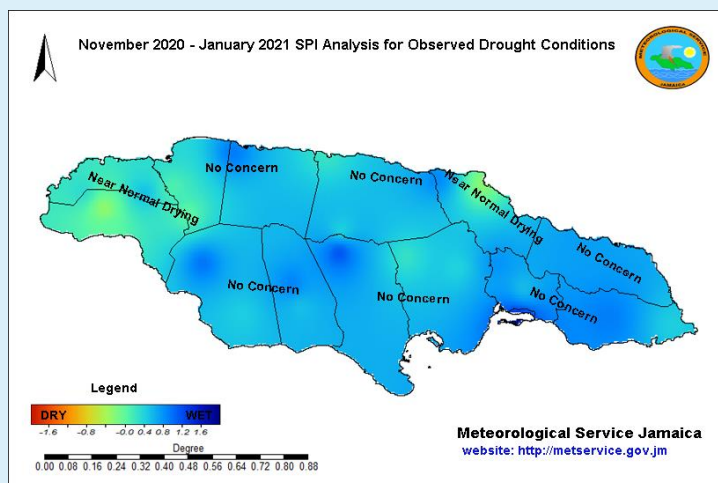 November 2020 - January 2021 SPI Analysis for Observed Drought Conditions
METEOROLOGICAL SERVICE
JAMAICA
No Concern
No Concern
Near Normal Drying
Near Normal Drying
No Concern
No Concern
No Concern
No Concern
Legend
DRY WET
-1.6 -0.8 -0.0 0.4 0.8 1.2 1.6
Degree
0.00 0.08 0.16 0.24 0.32 0.40 0.48 0.56 0.64 0.72 0.80 0.88
Meteorological Service Jamaica
website: http://metservice.gov.jm